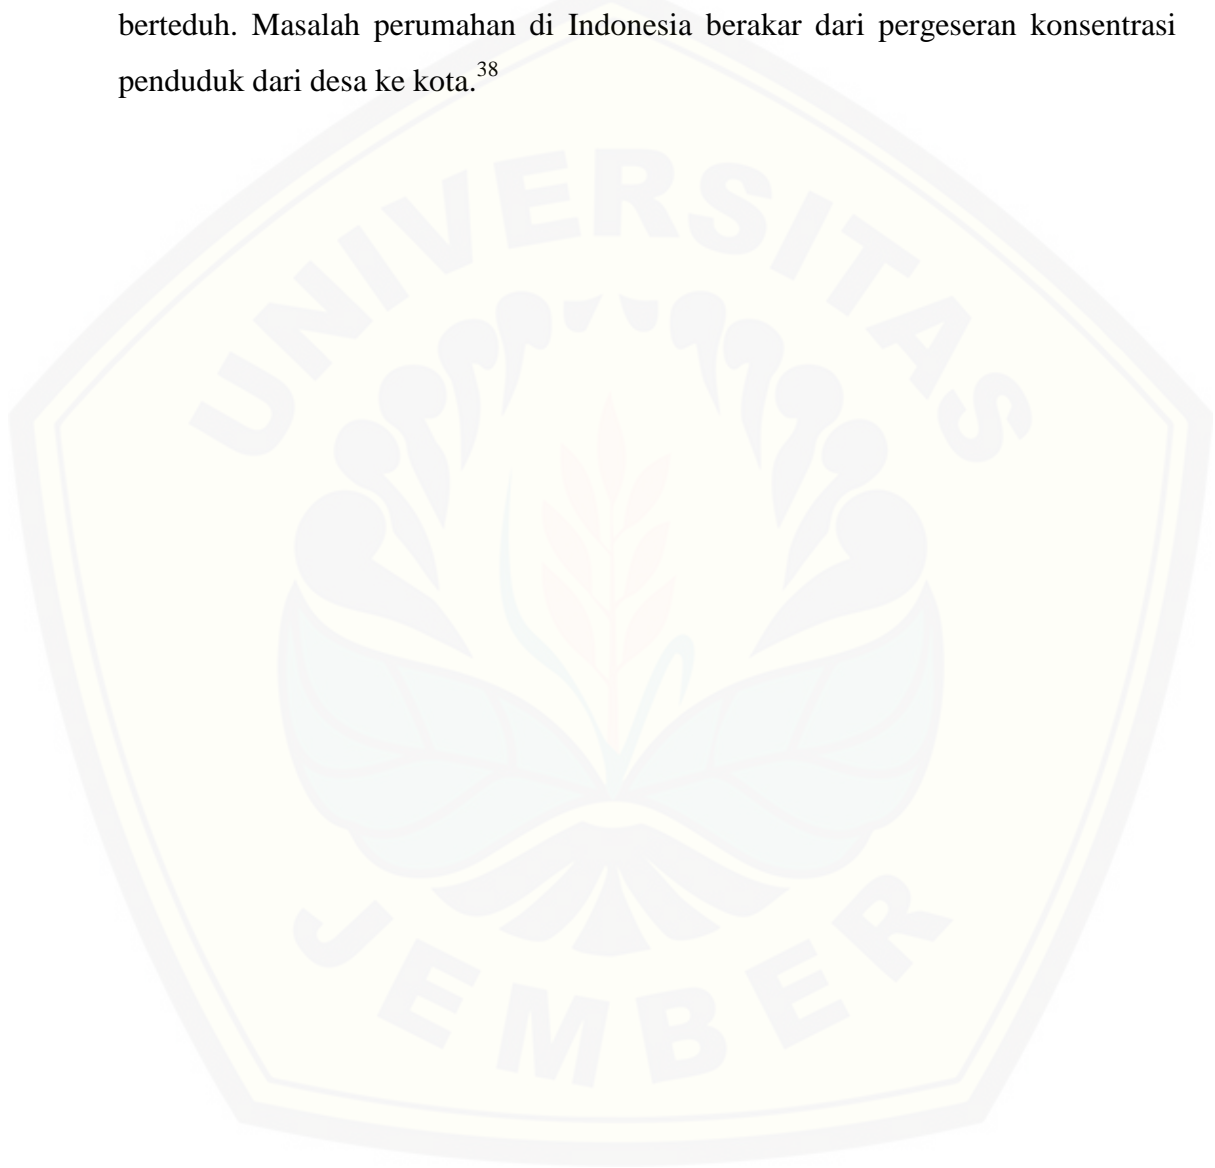 berteduh. Masalah perumahan di Indonesia berakar dari pergeseran konsentrasi
penduduk dari desa ke kota.38
UNIVERSITAS
JEMBER